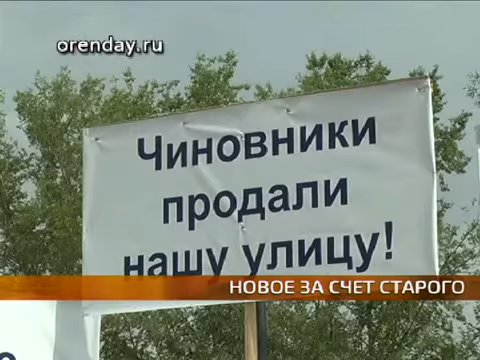 orenday.ru
Чиновники
продали
нашу улицу!
НОВОЕ ЗА СЧЕТ СТАРОГО